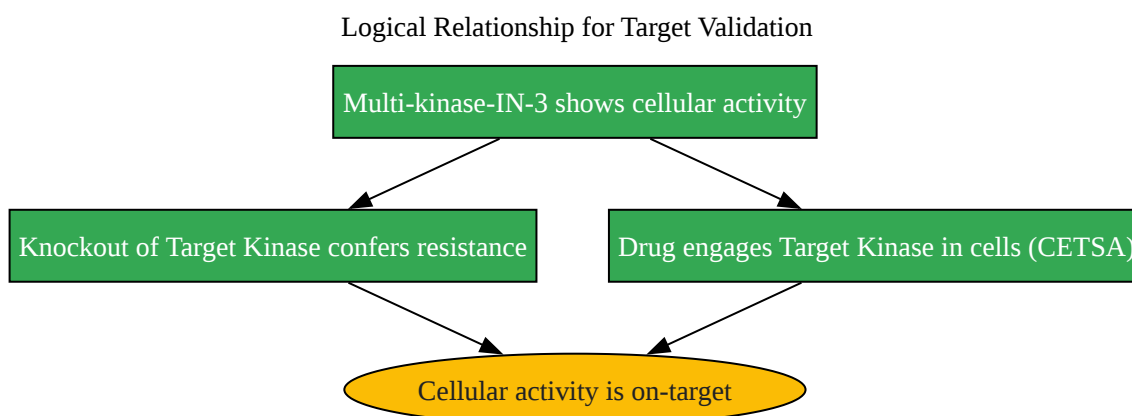 Logical Relationship for Target Validation
Multi-kinase-IN-3 shows cellular activity
Knockout of Target Kinase confers resistance
Drug engages Target Kinase in cells (CETSA)
Cellular activity is on-target